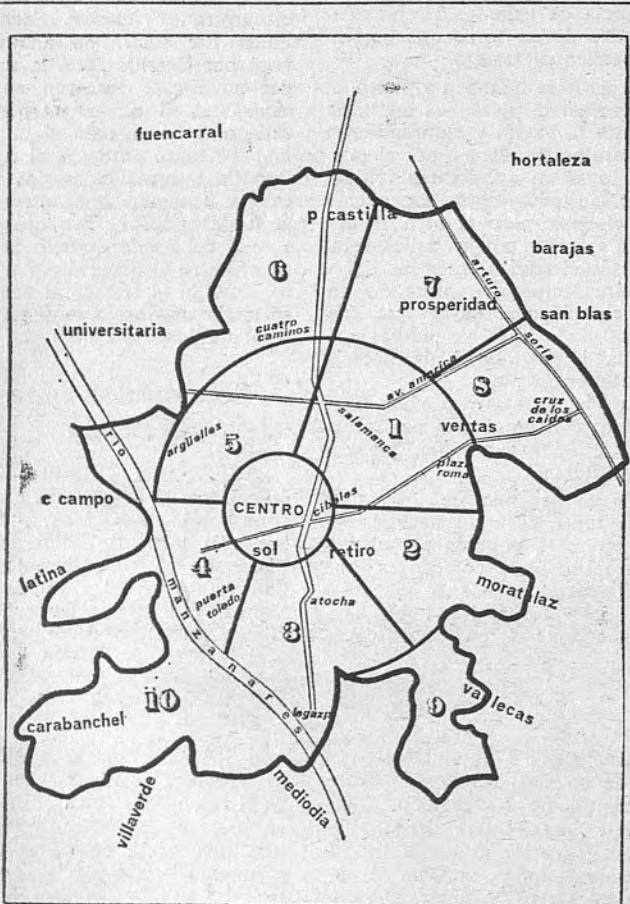 fuencarral
hortaleza
p castilla
barajas
6
7
arturo
soria
prosperidad
san blas
universitaria
cuatro
caminos
av. america
8
cruz
de los
caidos
salamanca
1
ventas
argüelles
5
plaza
roma
rio
CENTRO
cibeles
c campo
sol
retiro
2
latina
4
puerta
toledo
atocha
moratalaz
manzanares
3
10
9
vallecas
carabanchel
legazpi
mediodia
villaverde